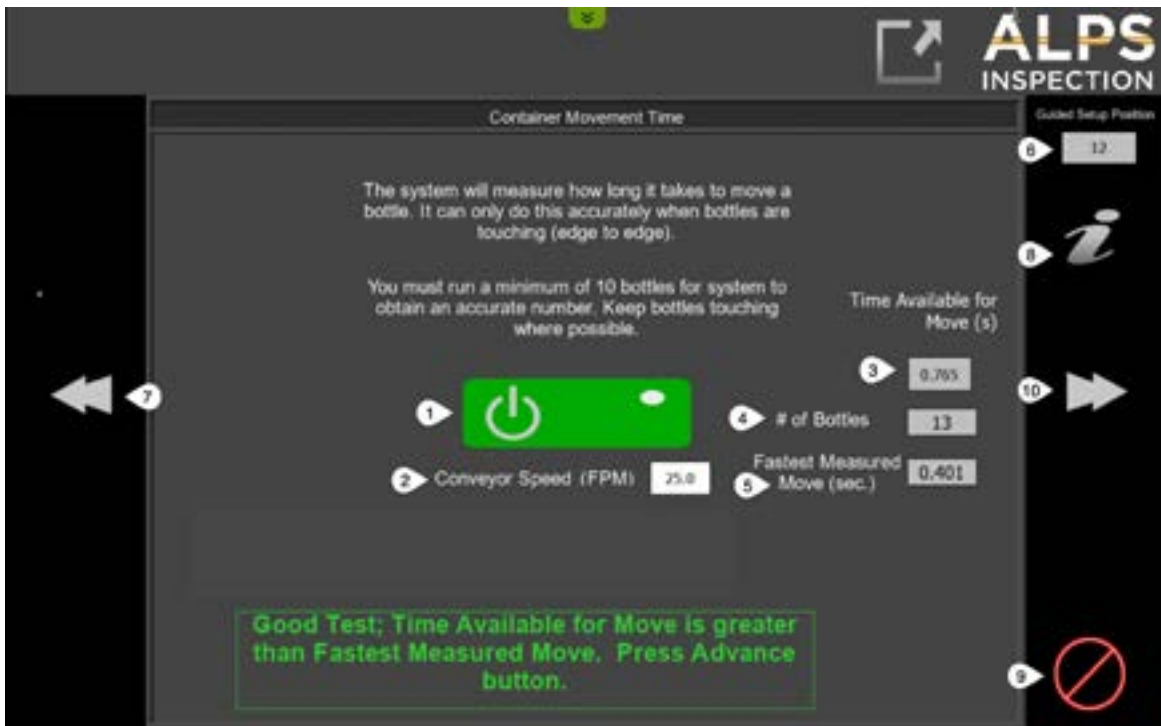 ALPS
INSPECTION
Container Movement Time
Guided Setup Position
6
12
The system will measure how long it takes to move a
bottle. It can only do this accurately when bottles are
touching (edge to edge).
8
You must run a minimum of 10 bottles for system to
obtain an accurate number. Keep bottles touching
where possible.
Time Available for
Move (s)
3
0.765
7
10
1
4
# of Bottles
13
2
Conveyor Speed (FPM)
25.0
5
Fastest Measured
Move (sec.)
0.401
Good Test; Time Available for Move is greater
than Fastest Measured Move. Press Advance
button.
9